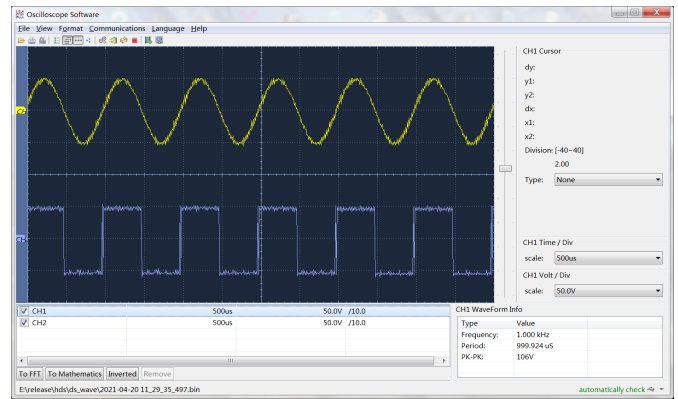 Oscilloscope Software
File View Format Communications Language Help
CH1 Cursor
dy:
y1:
y2:
dx:
x1:
x2:
Division: [-40~40]
2.00
Type: None
CH
CH
CH1 Time / Div
scale: 500us
CH1 Volt / Div
scale: 50.0V
CH1 500us 50.0V /10.0
CH2 500us 50.0V /10.0
CH1 WaveForm Info
Type Value
Frequency: 1.000 kHz
Period: 999.924 uS
PK-PK: 106V
To FFT To Mathematics Inverted Remove
E:\release\hds\ds_wave\2021-04-20 11_29_35_497.bin
automatically check